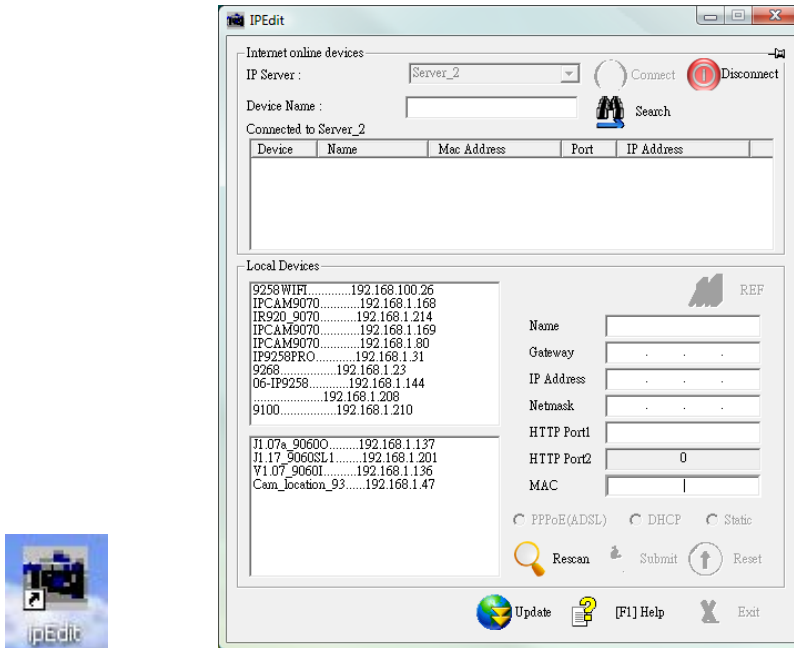 IPEdit
Internet online devices
IP Server :
Server_2
Connect
Disconnect
Device Name :
Search
Connected to Server_2
Device Name Mac Address Port IP Address
Local Devices
9258WIFI.............192.168.100.26
IPCAM9070............192.168.1.168
IR920_9070...........192.168.1.214
IPCAM9070............192.168.1.169
IPCAM9070............192.168.1.80
IP9258PRO............192.168.1.31
9268.................192.168.1.23
06-IP9258............192.168.1.144
.....................192.168.1.208
9100.................192.168.1.210
J1.07a_9060O.........192.168.1.137
J1.17_9060SL1........192.168.1.201
V1.07_9060I..........192.168.1.136
Cam_location_93......192.168.1.47
REF
Name
Gateway . . .
IP Address . . .
Netmask . . .
HTTP Port1
HTTP Port2 0
MAC
PPPoE(ADSL) DHCP Static
Rescan Submit Reset
Update [F1] Help Exit
ipEdit